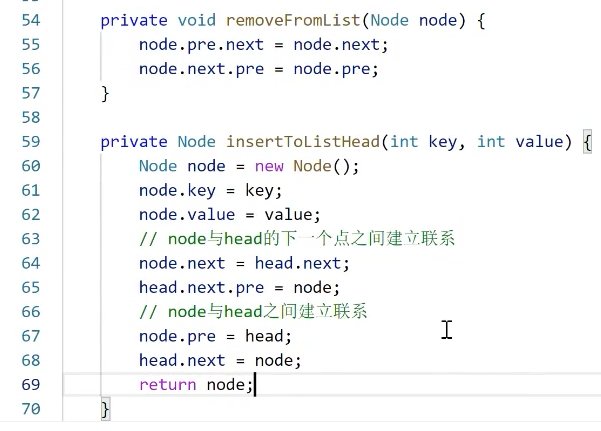 54 private void removeFromList(Node node) {
55 node.pre.next = node.next;
56 node.next.pre = node.pre;
57 }
58
59 private Node insertToListHead(int key, int value) {
60 Node node = new Node();
61 node.key = key;
62 node.value = value;
63 // node与head的下一个点之间建立联系
64 node.next = head.next;
65 head.next.pre = node;
66 // node与head之间建立联系
67 node.pre = head;
68 head.next = node;
69 return node;
70 }